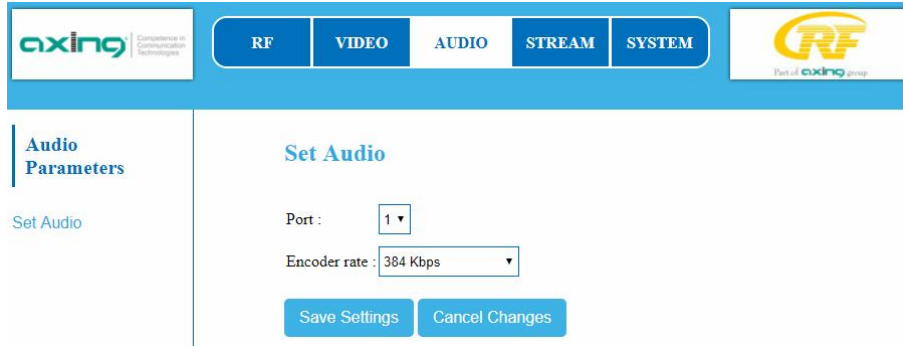 axing
Competence in
Communication
Technologies
RF VIDEO AUDIO STREAM SYSTEM
RF
Part of axing group
Audio
Parameters
Set Audio
Set Audio
Port : 1
Encoder rate : 384 Kbps
Save Settings Cancel Changes